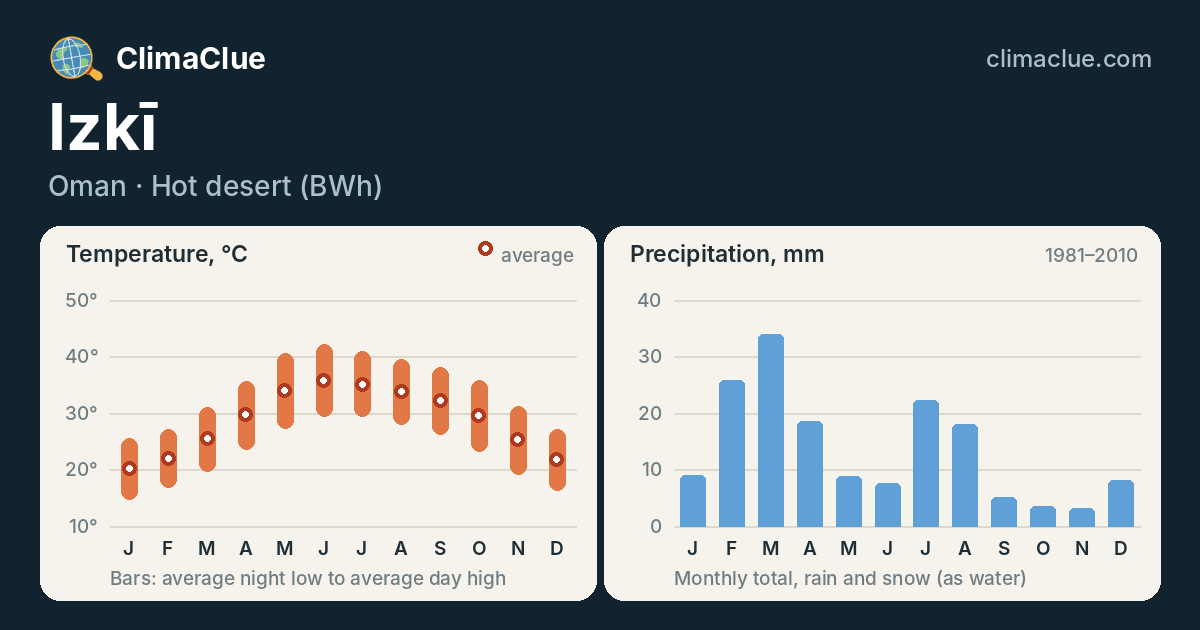 ClimaClue
climaclue.com
Izkī
Oman · Hot desert (BWh)
Temperature, °C
average
50°
40°
30°
20°
10°
J F M A M J J A S O N D
Bars: average night low to average day high
Precipitation, mm
1981–2010
40
30
20
10
0
J F M A M J J A S O N D
Monthly total, rain and snow (as water)